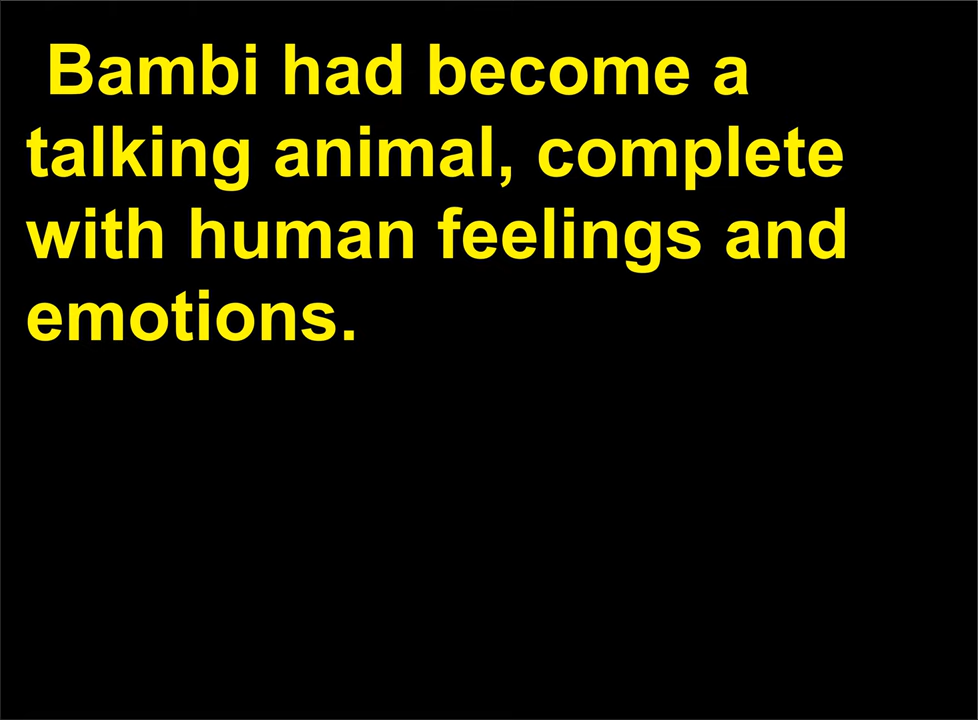 Bambi had become a
talking animal, complete
with human feelings and
emotions.